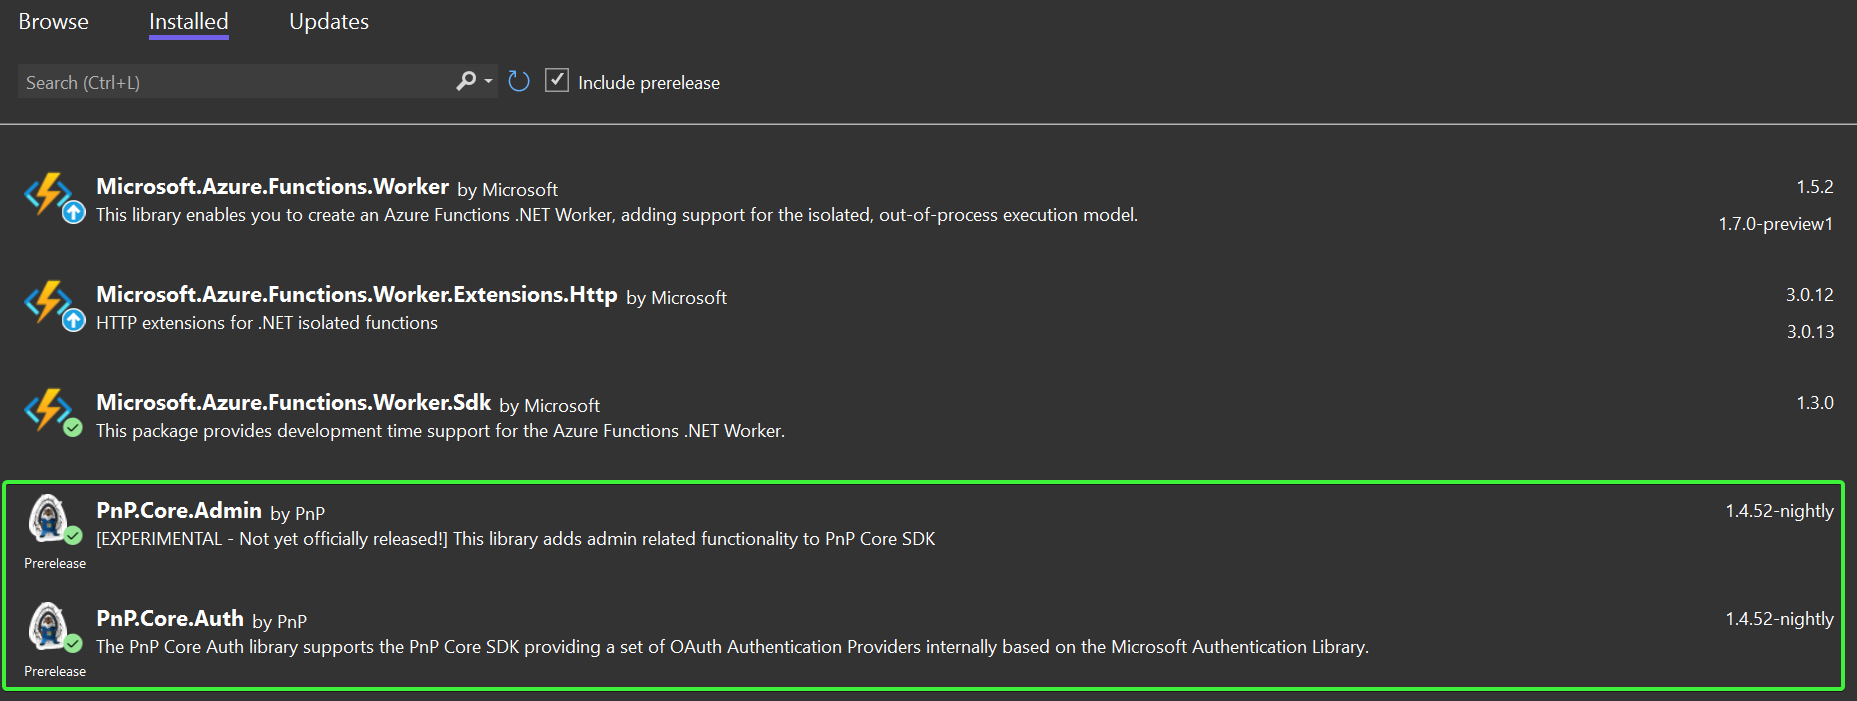 Browse Installed Updates
Search (Ctrl+L) Include prerelease
Microsoft.Azure.Functions.Worker by Microsoft 1.5.2
This library enables you to create an Azure Functions .NET Worker, adding support for the isolated, out-of-process execution model.
1.7.0-preview1
Microsoft.Azure.Functions.Worker.Extensions.Http by Microsoft 3.0.12
HTTP extensions for .NET isolated functions
3.0.13
Microsoft.Azure.Functions.Worker.Sdk by Microsoft 1.3.0
This package provides development time support for the Azure Functions .NET Worker.
PnP.Core.Admin by PnP 1.4.52-nightly
[EXPERIMENTAL - Not yet officially released!] This library adds admin related functionality to PnP Core SDK
Prerelease
PnP.Core.Auth by PnP 1.4.52-nightly
The PnP Core Auth library supports the PnP Core SDK providing a set of OAuth Authentication Providers internally based on the Microsoft Authentication Library.
Prerelease